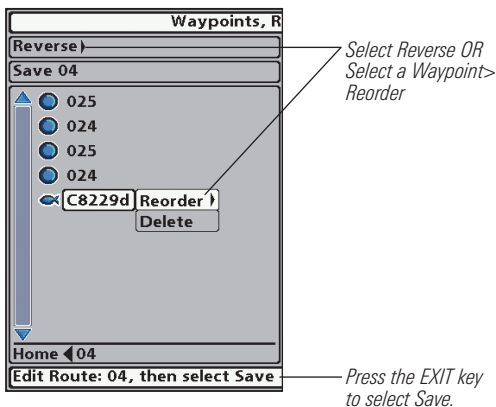 Waypoints, R
Reverse
Save 04
Select Reverse OR
Select a Waypoint>
Reorder
025
024
025
024
C8229d Reorder
Delete
Home 04
Edit Route: 04, then select Save
Press the EXIT key
to select Save.